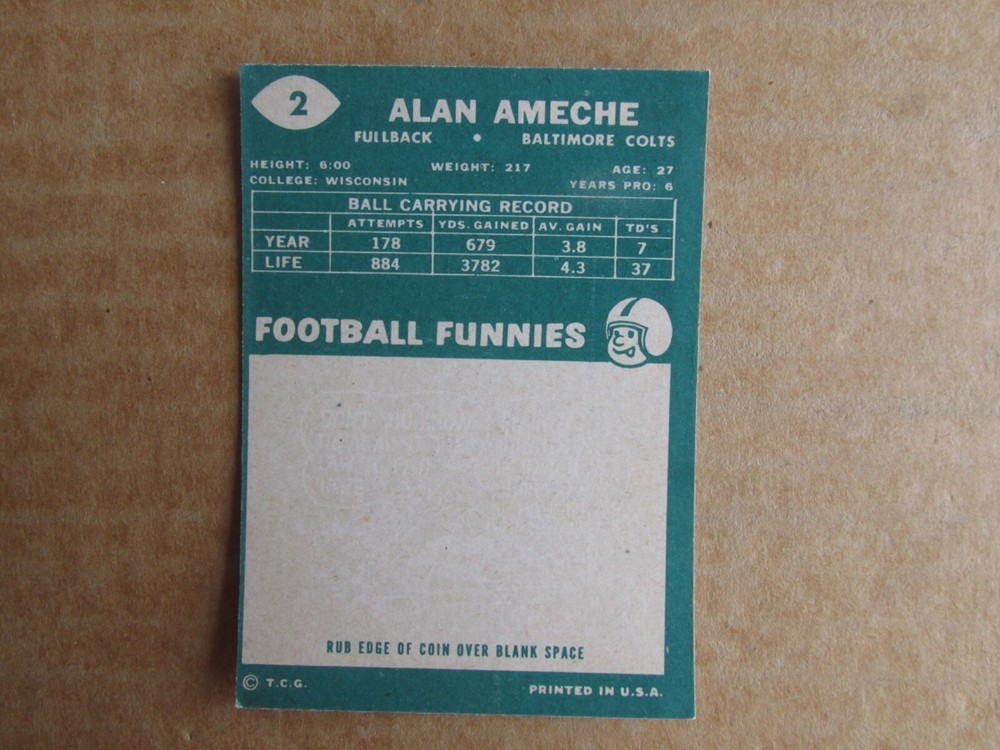 2
ALAN AMECHE
FULLBACK • BALTIMORE COLTS
HEIGHT: 6:00 WEIGHT: 217 AGE: 27
COLLEGE: WISCONSIN YEARS PRO: 6
BALL CARRYING RECORD
ATTEMPTS YDS. GAINED AV. GAIN TD'S
YEAR 178 679 3.8 7
LIFE 884 3782 4.3 37
FOOTBALL FUNNIES
RUB EDGE OF COIN OVER BLANK SPACE
© T.C.G. PRINTED IN U.S.A.